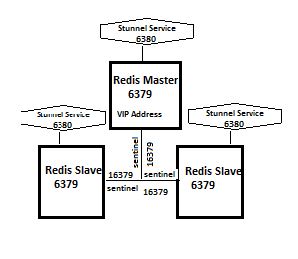 Stunnel Service
6380
Redis Master
6379
VIP Address
Stunnel Service
6380
Stunnel Service
6380
sentinel
16379
Redis Slave
6379
16379
sentinel
sentinel
16379
Redis Slave
6379